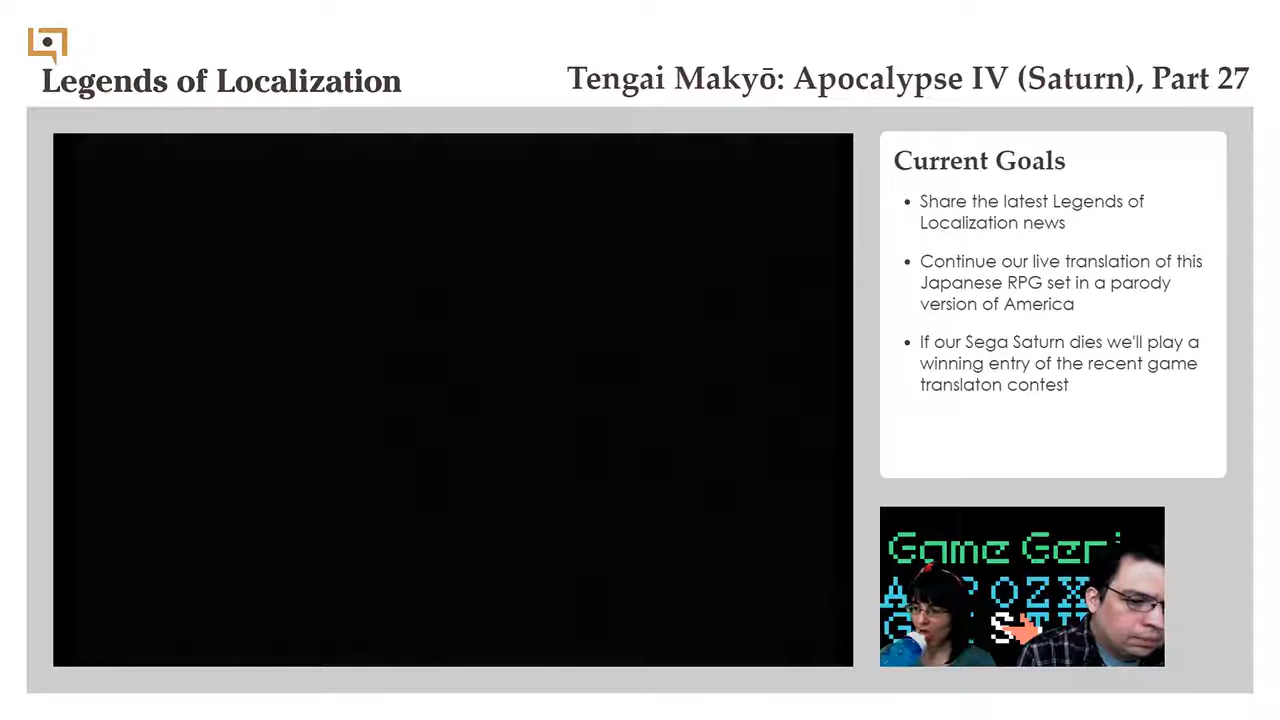 Legends of Localization
Tengai Makyō: Apocalypse IV (Saturn), Part 27
Current Goals
• Share the latest Legends of
Localization news
• Continue our live translation of this
Japanese RPG set in a parody
version of America
• If our Sega Saturn dies we'll play a
winning entry of the recent game
translaton contest
Game